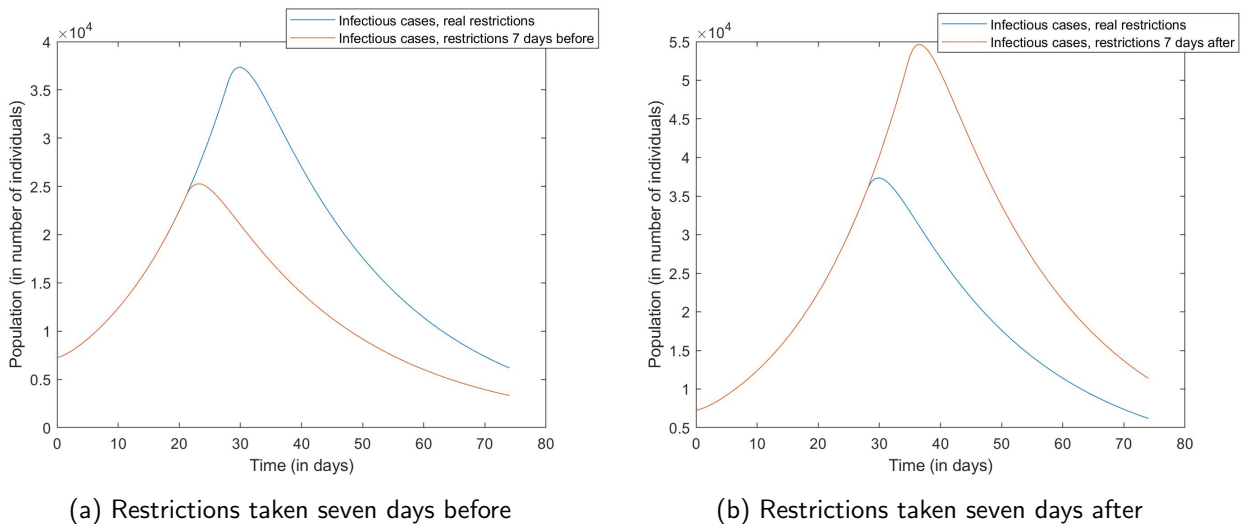 Infectious cases, real restrictions
Infectious cases, restrictions 7 days before
×10⁴
4
3.5
3
2.5
2
1.5
1
0.5
0
Population (in number of individuals)
0 10 20 30 40 50 60 70 80
Time (in days)
(a) Restrictions taken seven days before
Infectious cases, real restrictions
Infectious cases, restrictions 7 days after
×10⁴
5.5
5
4.5
4
3.5
3
2.5
2
1.5
1
0.5
Population (in number of individuals)
0 10 20 30 40 50 60 70 80
Time (in days)
(b) Restrictions taken seven days after